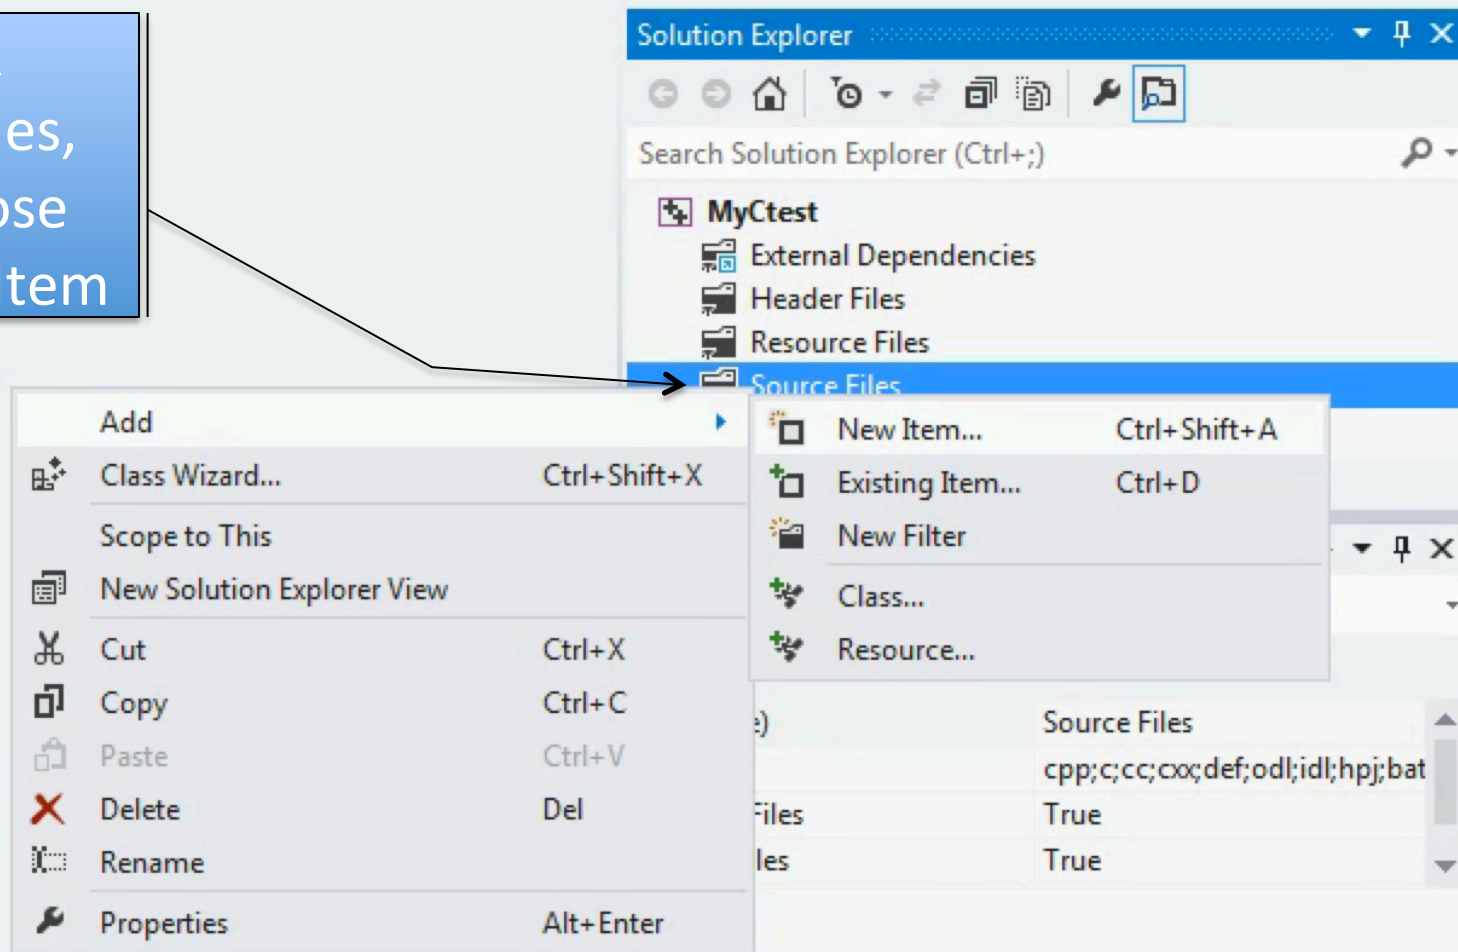 es,
ose
Item
Solution Explorer
Search Solution Explorer (Ctrl+;)
MyCtest
External Dependencies
Header Files
Resource Files
Source Files
Add
Class Wizard... Ctrl+Shift+X
Scope to This
New Solution Explorer View
Cut Ctrl+X
Copy Ctrl+C
Paste Ctrl+V
Delete Del
Rename
Properties Alt+Enter
New Item... Ctrl+Shift+A
Existing Item... Ctrl+D
New Filter
Class...
Resource...
e) Source Files
cpp;c;cc;cxx;def;odl;idl;hpj;bat
Files True
les True